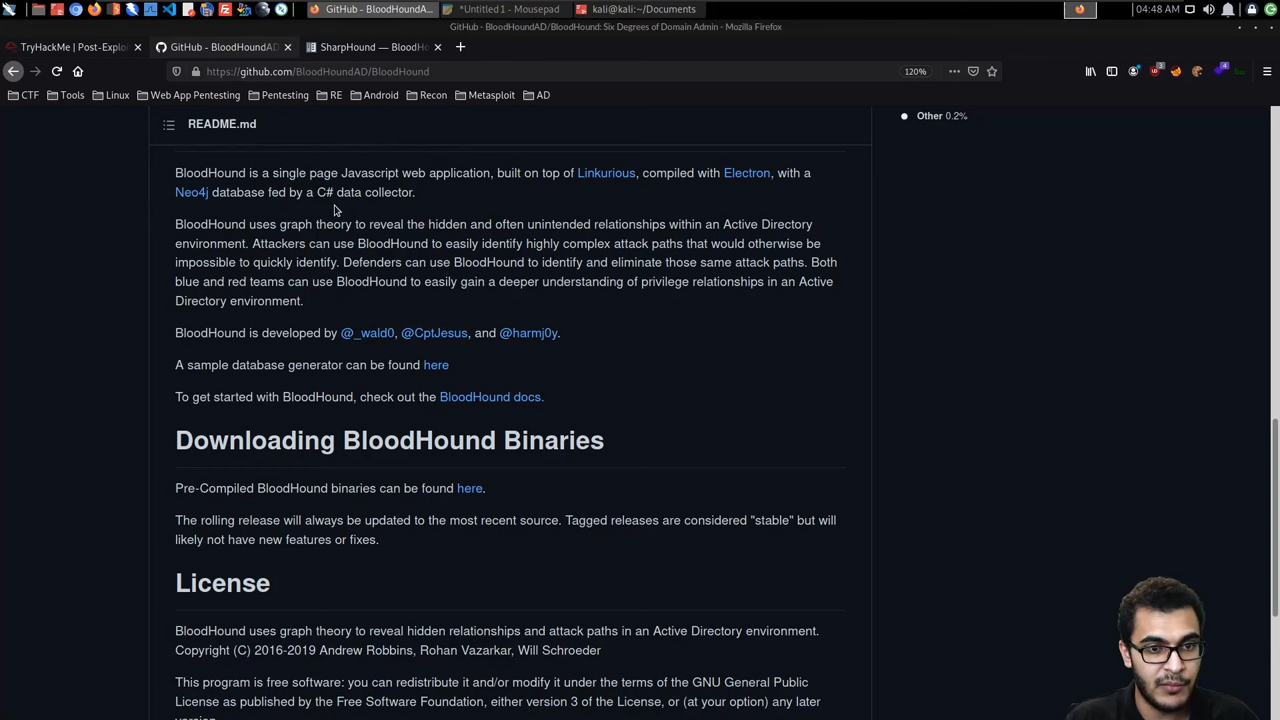 GitHub - BloodHoundA...
*Untitled 1 - Mousepad
kali@kali:~/Documents
04:48 AM
GitHub - BloodHoundAD/BloodHound: Six Degrees of Domain Admin - Mozilla Firefox
TryHackMe | Post-Exploi
GitHub - BloodHoundAD
SharpHound — BloodHo
https://github.com/BloodHoundAD/BloodHound
120%
CTF
Tools
Linux
Web App Pentesting
Pentesting
RE
Android
Recon
Metasploit
AD
README.md
Other 0.2%
BloodHound is a single page Javascript web application, built on top of Linkurious, compiled with Electron, with a
Neo4j database fed by a C# data collector.
BloodHound uses graph theory to reveal the hidden and often unintended relationships within an Active Directory
environment. Attackers can use BloodHound to easily identify highly complex attack paths that would otherwise be
impossible to quickly identify. Defenders can use BloodHound to identify and eliminate those same attack paths. Both
blue and red teams can use BloodHound to easily gain a deeper understanding of privilege relationships in an Active
Directory environment.
BloodHound is developed by @_wald0, @CptJesus, and @harmj0y.
A sample database generator can be found here
To get started with BloodHound, check out the BloodHound docs.
Downloading BloodHound Binaries
Pre-Compiled BloodHound binaries can be found here.
The rolling release will always be updated to the most recent source. Tagged releases are considered "stable" but will
likely not have new features or fixes.
License
BloodHound uses graph theory to reveal hidden relationships and attack paths in an Active Directory environment.
Copyright (C) 2016-2019 Andrew Robbins, Rohan Vazarkar, Will Schroeder
This program is free software: you can redistribute it and/or modify it under the terms of the GNU General Public
License as published by the Free Software Foundation, either version 3 of the License, or (at your option) any later
version.